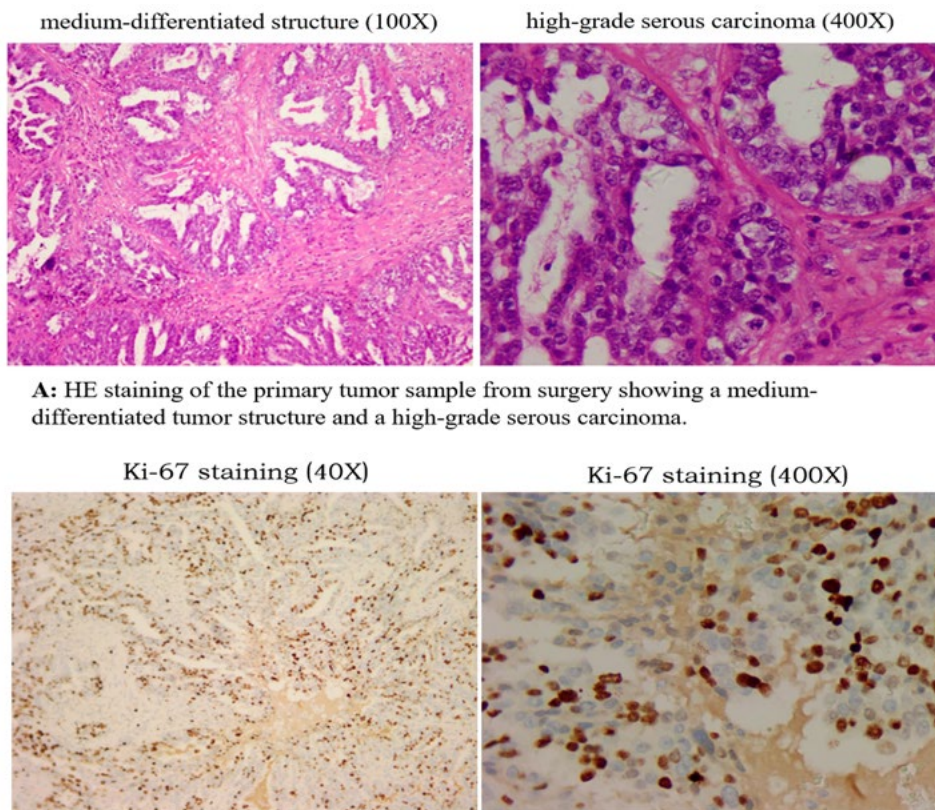 medium-differentiated structure (100X)
high-grade serous carcinoma (400X)
A: HE staining of the primary tumor sample from surgery showing a medium-
differentiated tumor structure and a high-grade serous carcinoma.
Ki-67 staining (40X)
Ki-67 staining (400X)